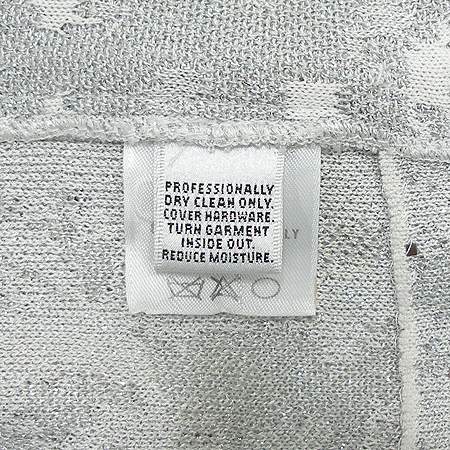 PROFESSIONALLY
DRY CLEAN ONLY.
COVER HARDWARE.
TURN GARMENT
INSIDE OUT.
REDUCE MOISTURE.